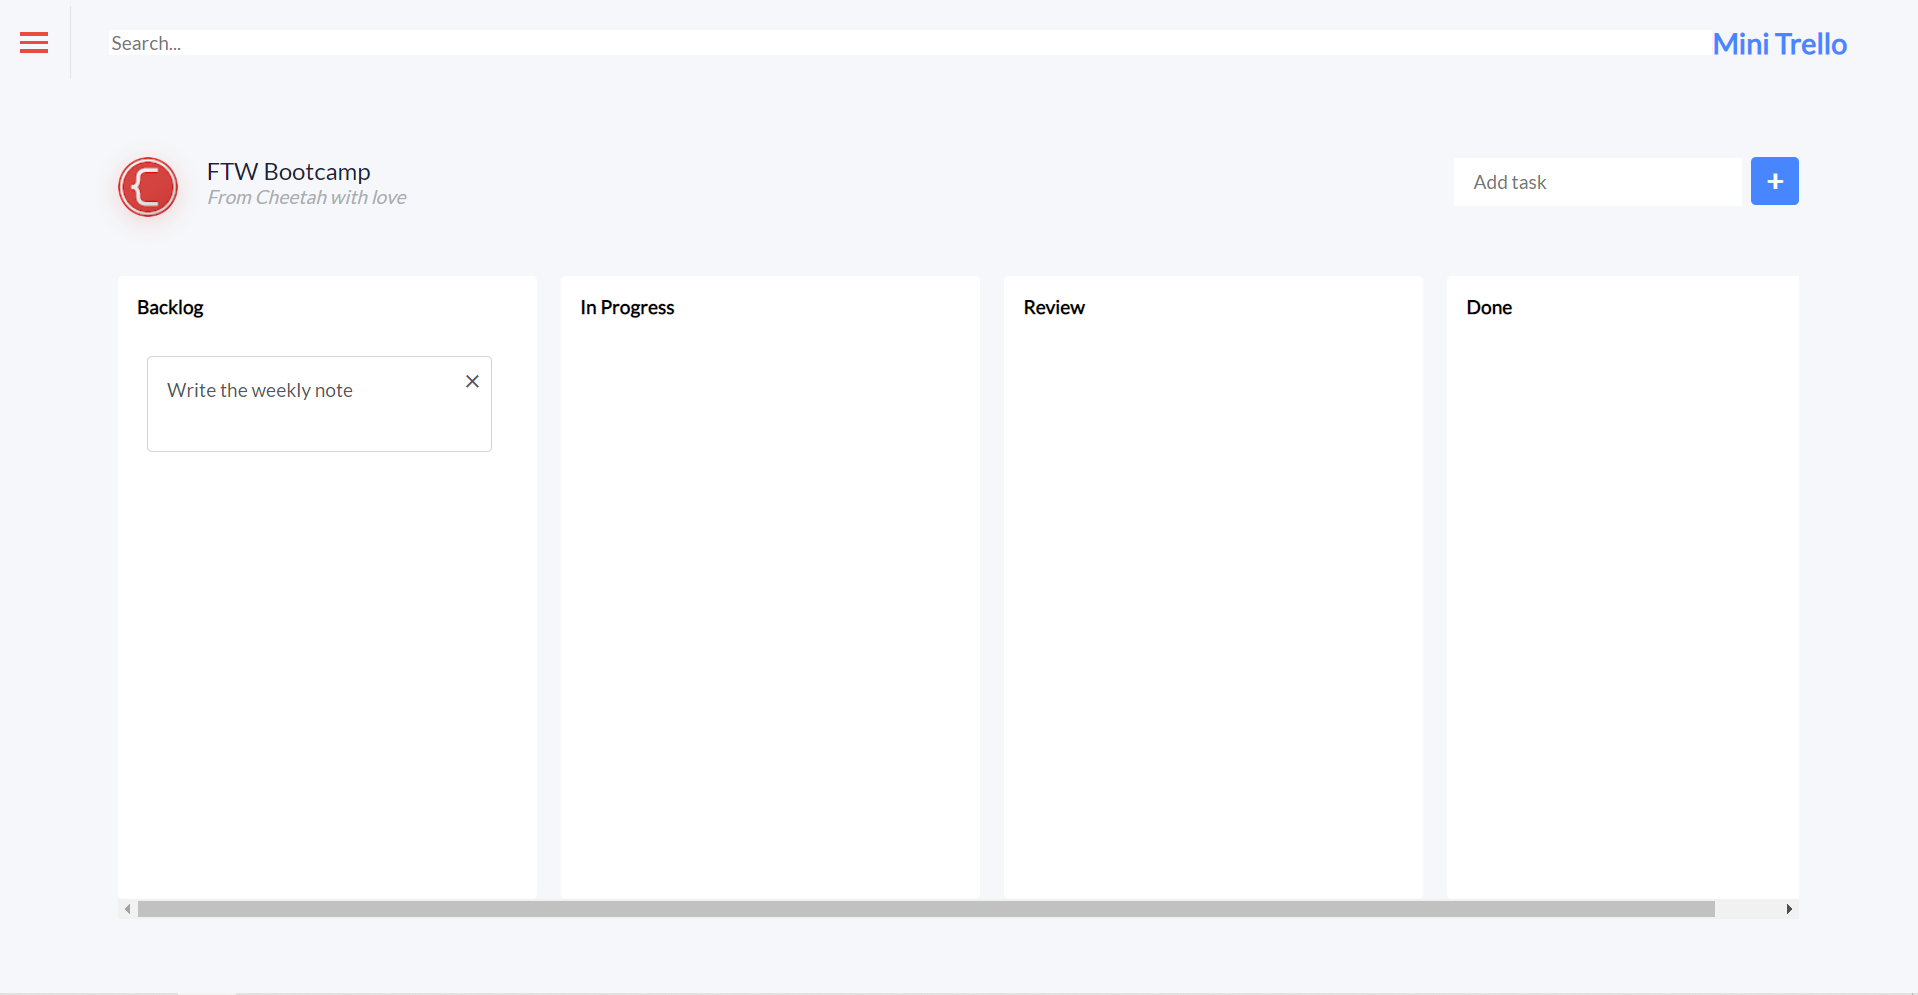 Search...
Mini Trello
FTW Bootcamp
From Cheetah with love
Add task
+
Backlog
In Progress
Review
Done
Write the weekly note